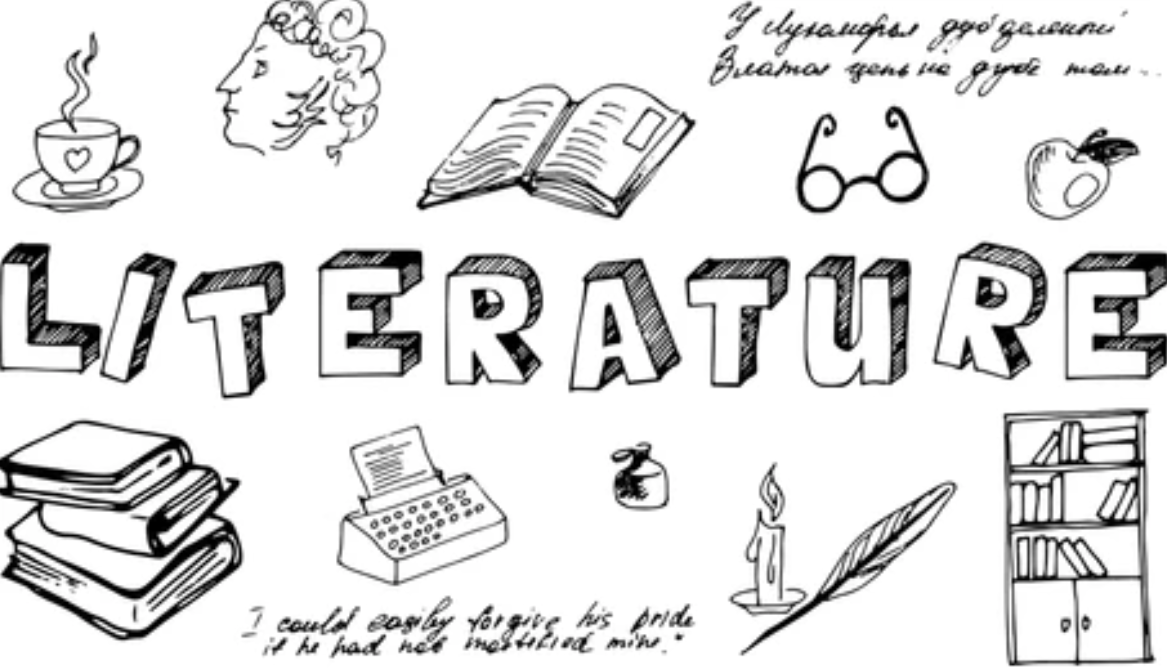 У Лукоморья дуб зеленый
Златая цепь на дубе том...
LITERATURE
I could easily forgive his pride
if he had not mortified mine."